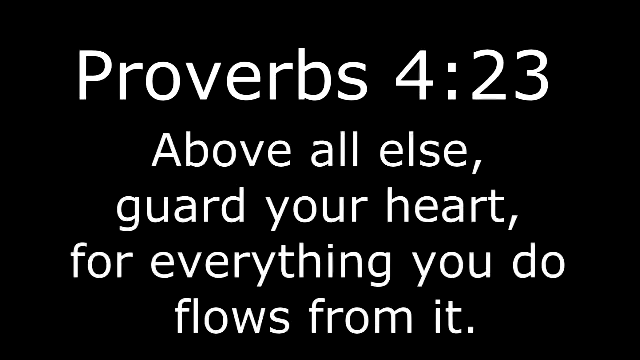 Proverbs 4:23
Above all else,
guard your heart,
for everything you do
flows from it.